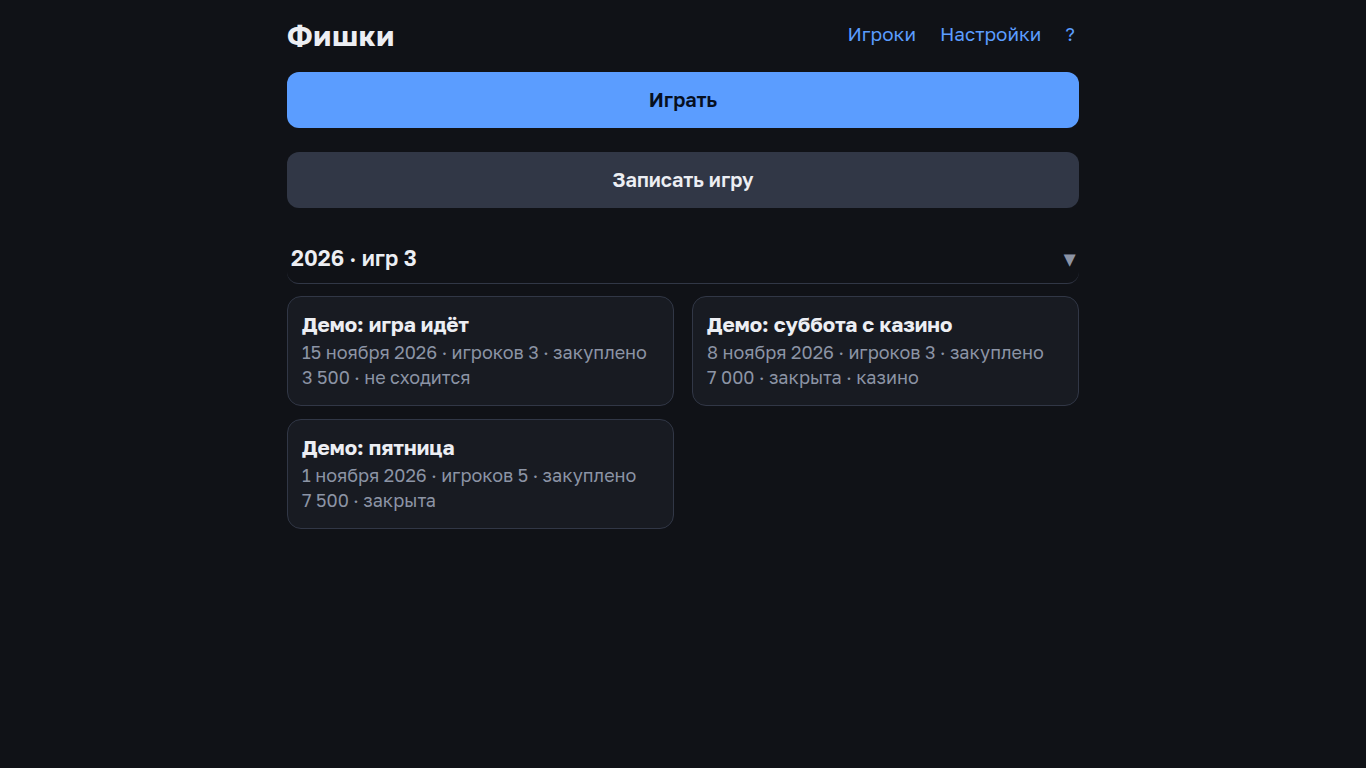 Фишки
Игроки Настройки ?
Играть
Записать игру
2026 · игр 3 ▼
Демо: игра идёт
15 ноября 2026 · игроков 3 · закуплено
3 500 · не сходится
Демо: суббота с казино
8 ноября 2026 · игроков 3 · закуплено
7 000 · закрыта · казино
Демо: пятница
1 ноября 2026 · игроков 5 · закуплено
7 500 · закрыта